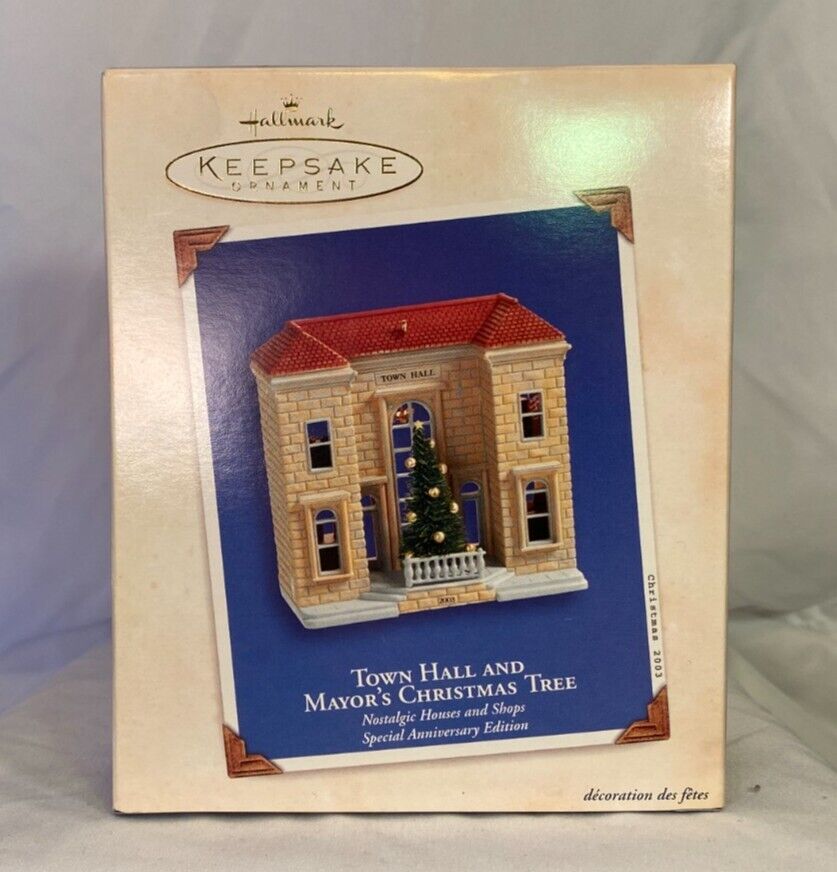 Hallmark
KEEPSAKE
ORNAMENT
TOWN HALL
2003
Christmas 2003
TOWN HALL AND
MAYOR'S CHRISTMAS TREE
Nostalgic Houses and Shops
Special Anniversary Edition
décoration des fêtes